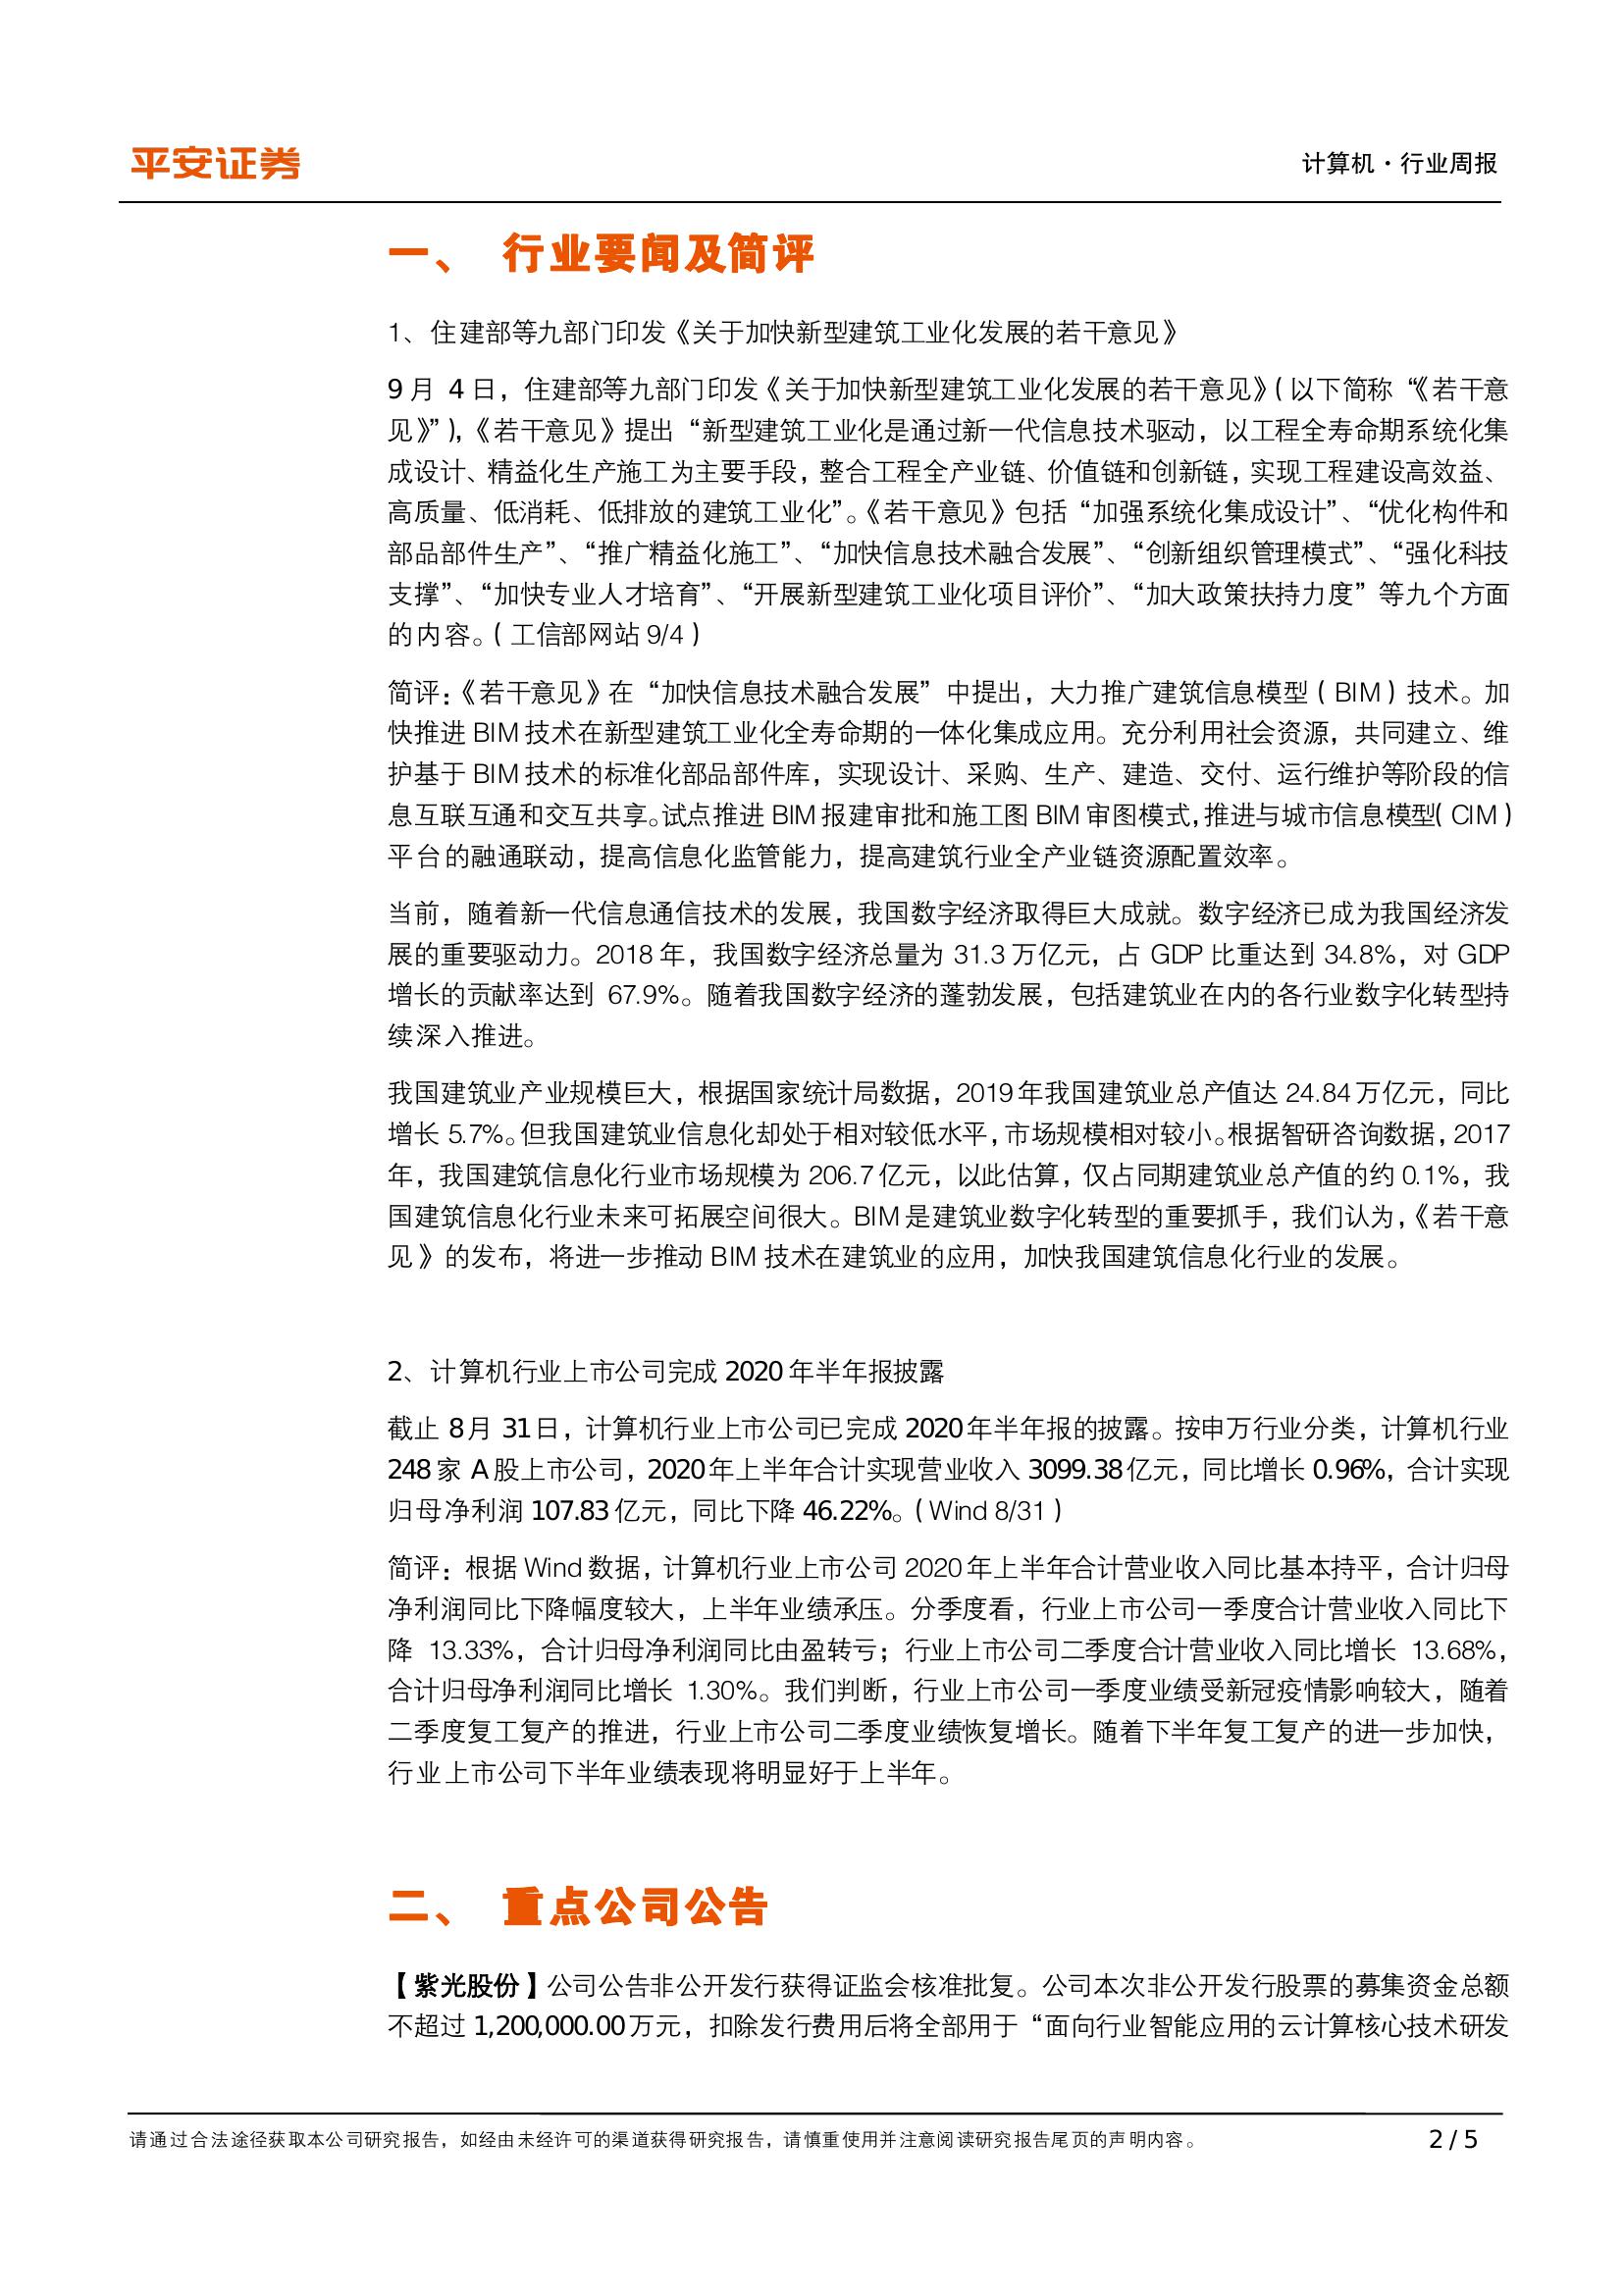 平安证券
计算机·行业周报
一、 行业要闻及简评
1、住建部等九部门印发《关于加快新型建筑工业化发展的若干意见》
9 月 4 日，住建部等九部门印发《关于加快新型建筑工业化发展的若干意见》(以下简称“《若干意
见》”)，《若干意见》提出“新型建筑工业化是通过新一代信息技术驱动，以工程全寿命期系统化集
成设计、精益化生产施工为主要手段，整合工程全产业链、价值链和创新链，实现工程建设高效益、
高质量、低消耗、低排放的建筑工业化”。《若干意见》包括“加强系统化集成设计”、“优化构件和
部品部件生产”、“推广精益化施工”、“加快信息技术融合发展”、“创新组织管理模式”、“强化科技
支撑”、“加快专业人才培育”、“开展新型建筑工业化项目评价”、“加大政策扶持力度”等九个方面
的内容。(工信部网站 9/4)
简评：《若干意见》在“加快信息技术融合发展”中提出，大力推广建筑信息模型(BIM)技术。加
快推进 BIM 技术在新型建筑工业化全寿命期的一体化集成应用。充分利用社会资源，共同建立、维
护基于 BIM 技术的标准化部品部件库，实现设计、采购、生产、建造、交付、运行维护等阶段的信
息互联互通和交互共享。试点推进 BIM 报建审批和施工图 BIM 审图模式，推进与城市信息模型(CIM)
平台的融通联动，提高信息化监管能力，提高建筑行业全产业链资源配置效率。
当前，随着新一代信息通信技术的发展，我国数字经济取得巨大成就。数字经济已成为我国经济发
展的重要驱动力。2018 年，我国数字经济总量为 31.3 万亿元，占 GDP 比重达到 34.8%，对 GDP
增长的贡献率达到 67.9%。随着我国数字经济的蓬勃发展，包括建筑业在内的各行业数字化转型持
续深入推进。
我国建筑业产业规模巨大，根据国家统计局数据，2019 年我国建筑业总产值达 24.84 万亿元，同比
增长 5.7%。但我国建筑业信息化却处于相对较低水平，市场规模相对较小。根据智研咨询数据，2017
年，我国建筑信息化行业市场规模为 206.7 亿元，以此估算，仅占同期建筑业总产值的约 0.1%，我
国建筑信息化行业未来可拓展空间很大。BIM 是建筑业数字化转型的重要抓手，我们认为，《若干意
见》的发布，将进一步推动 BIM 技术在建筑业的应用，加快我国建筑信息化行业的发展。
2、计算机行业上市公司完成 2020 年半年报披露
截止 8 月 31 日，计算机行业上市公司已完成 2020 年半年报的披露。按申万行业分类，计算机行业
248 家 A 股上市公司，2020 年上半年合计实现营业收入 3099.38 亿元，同比增长 0.96%，合计实现
归母净利润 107.83 亿元，同比下降 46.22%。(Wind 8/31)
简评：根据 Wind 数据，计算机行业上市公司 2020 年上半年合计营业收入同比基本持平，合计归母
净利润同比下降幅度较大，上半年业绩承压。分季度看，行业上市公司一季度合计营业收入同比下
降 13.33%，合计归母净利润同比由盈转亏；行业上市公司二季度合计营业收入同比增长 13.68%，
合计归母净利润同比增长 1.30%。我们判断，行业上市公司一季度业绩受新冠疫情影响较大，随着
二季度复工复产的推进，行业上市公司二季度业绩恢复增长。随着下半年复工复产的进一步加快，
行业上市公司下半年业绩表现将明显好于上半年。
二、 重点公司公告
【紫光股份】公司公告非公开发行获得证监会核准批复。公司本次非公开发行股票的募集资金总额
不超过 1,200,000.00 万元，扣除发行费用后将全部用于“面向行业智能应用的云计算核心技术研发
请通过合法途径获取本公司研究报告，如经由未经许可的渠道获得研究报告，请慎重使用并注意阅读研究报告尾页的声明内容。
2 / 5